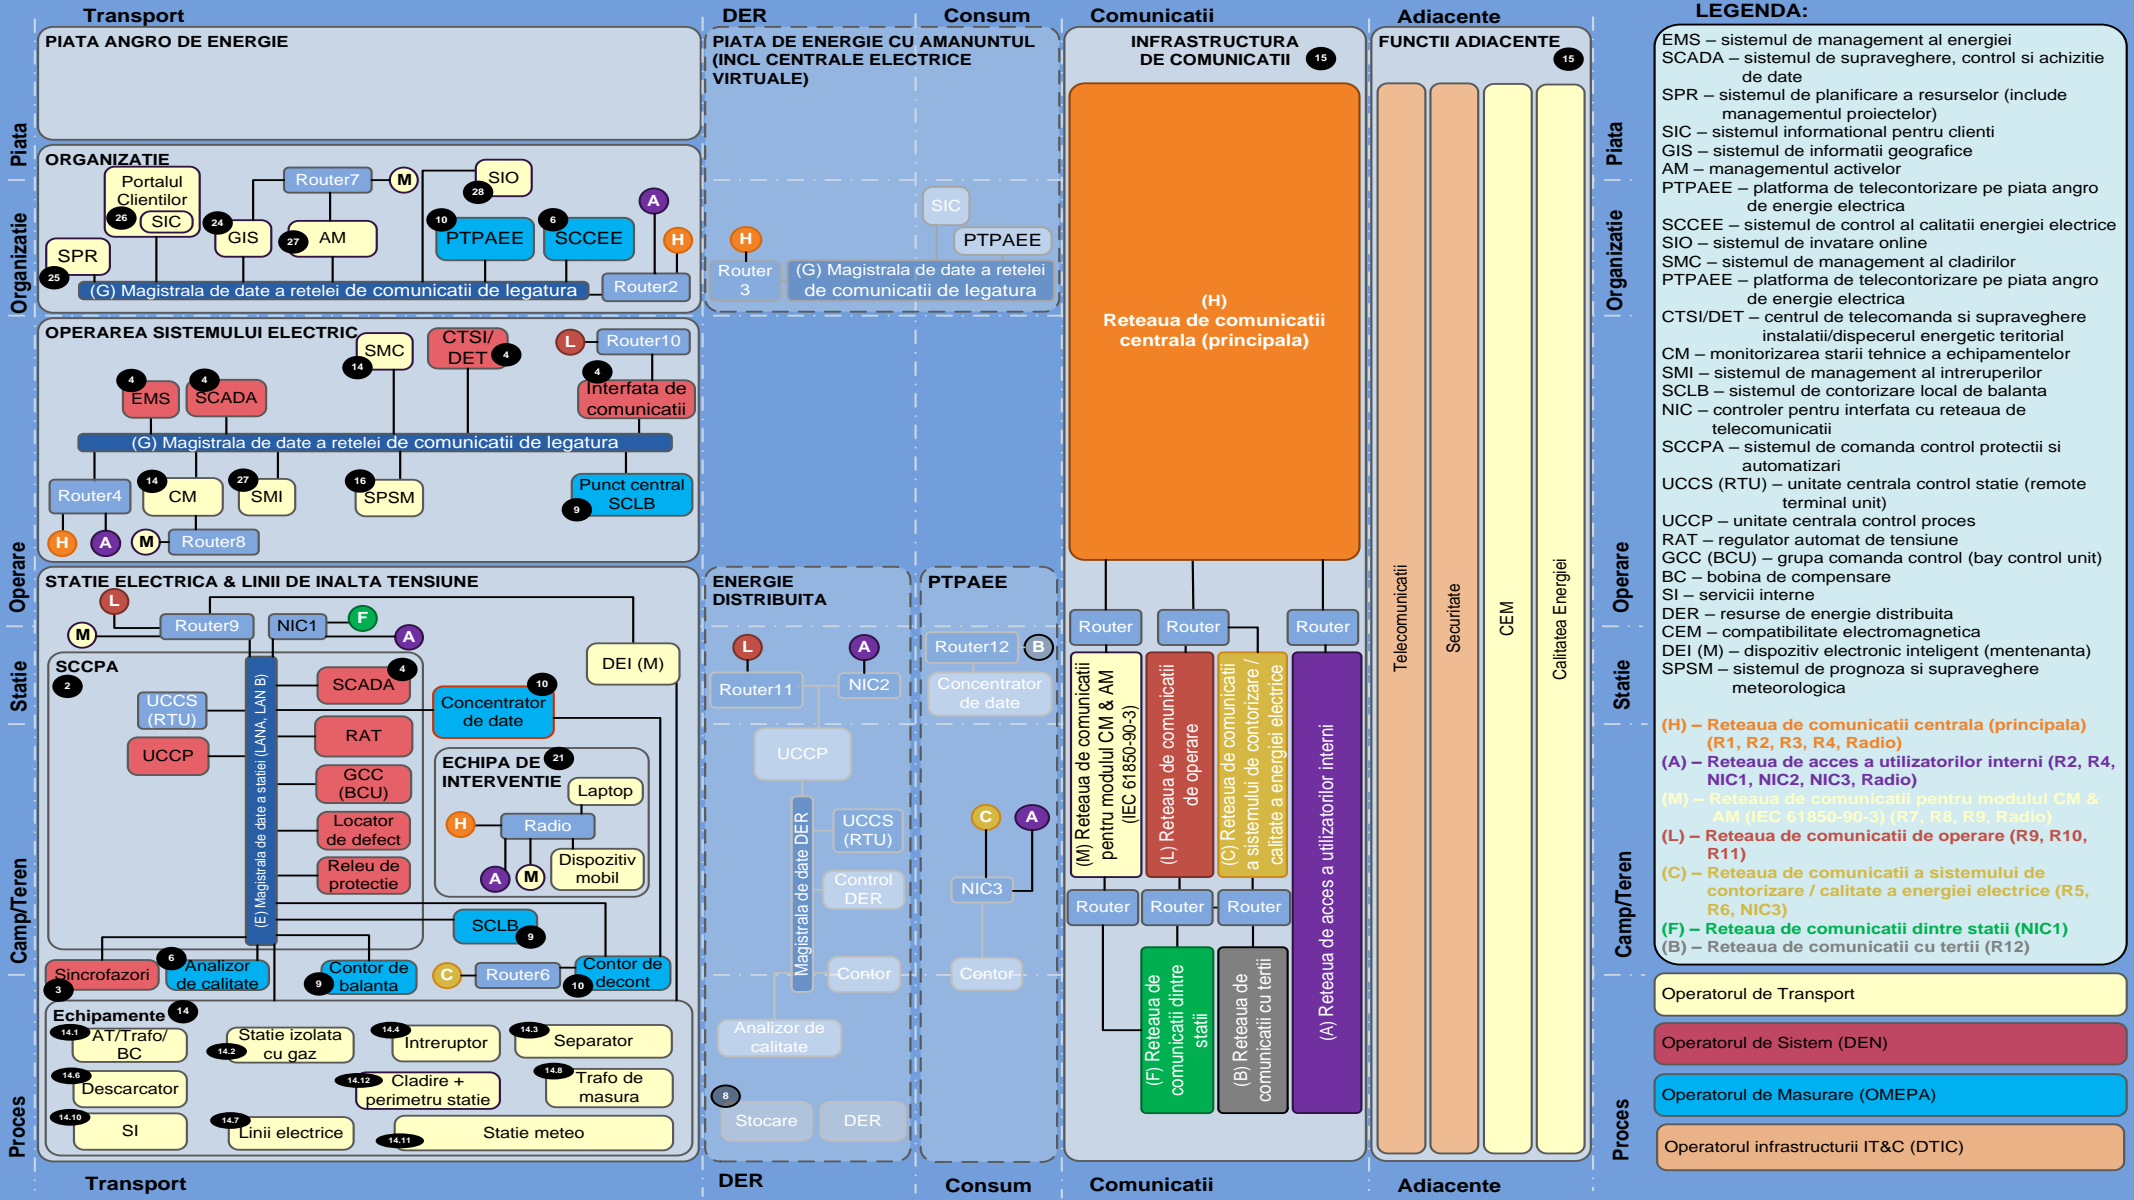 Transport
DER
Consum
Comunicatii
Adiacente
LEGENDA:
PIATA ANGRO DE ENERGIE
PIATA DE ENERGIE CU AMANUNTUL
(INCL CENTRALE ELECTRICE
VIRTUALE)
INFRASTRUCTURA
DE COMUNICATII
15
FUNCTII ADIACENTE
15
Piata
Organizatie
Operare
Statie
Camp/Teren
Proces
ORGANIZATIE
Portalul
Clientilor
26
SIC
SPR
25
24
GIS
Router7
M
27
AM
SIO
28
10
PTPAEE
6
SCCEE
A
H
Router2
(G) Magistrala de date a retelei de comunicatii de legatura
H
Router
3
SIC
PTPAEE
(G) Magistrala de date a retelei
de comunicatii de legatura
OPERAREA SISTEMULUI ELECTRIC
4
EMS
4
SCADA
SMC
14
CTSI/
DET
4
L
Router10
4
Interfata de
comunicatii
(G) Magistrala de date a retelei de comunicatii de legatura
Router4
H
A
14
CM
M
Router8
27
SMI
16
SPSM
Punct central
SCLB
9
STATIE ELECTRICA & LINII DE INALTA TENSIUNE
L
M
Router9
NIC1
F
A
DEI (M)
SCCPA
2
UCCS
(RTU)
UCCP
(E) Magistrala de date a statiei (LANA, LAN B)
SCADA
4
RAT
GCC
(BCU)
Locator
de defect
Releu de
protectie
10
Concentrator
de date
ECHIPA DE
INTERVENTIE
21
Laptop
H
Radio
A
M
Dispozitiv
mobil
SCLB
9
Sincrofazori
3
6
Analizor
de calitate
Contor de
balanta
9
C
Router6
Contor de
decont
10
Echipamente
14
14.1
AT/Trafo/
BC
Statie izolata
cu gaz
14.2
14.4
Intreruptor
14.3
Separator
14.6
Descarcator
14.12
Cladire +
perimetru statie
14.8
Trafo de
masura
14.10
SI
14.7
Linii electrice
14.11
Statie meteo
ENERGIE
DISTRIBUITA
L
A
Router11
NIC2
UCCP
Magistrala de date DER
UCCS
(RTU)
Control
DER
Contor
Analizor de
calitate
8
Stocare
DER
PTPAEE
Router12
B
Concentrator
de date
C
A
NIC3
Contor
(H)
Reteaua de comunicatii
centrala (principala)
Router
Router
Router
(M) Reteaua de comunicatii
pentru modulul CM & AM
(IEC 61850-90-3)
(L) Reteaua de comunicatii
de operare
(C) Reteaua de comunicatii
a sistemului de contorizare /
calitate a energiei electrice
(A) Reteaua de acces a utilizatorilor interni
Router
Router
Router
(F) Reteaua de
comunicatii dintre
statii
(B) Reteaua de
comunicatii cu tertii
Telecomunicatii
Securitate
CEM
Calitatea Energiei
Piata
Organizatie
Operare
Statie
Camp/Teren
Proces
EMS – sistemul de management al energiei
SCADA – sistemul de supraveghere, control si achizitie
de date
SPR – sistemul de planificare a resurselor (include
managementul proiectelor)
SIC – sistemul informational pentru clienti
GIS – sistemul de informatii geografice
AM – managementul activelor
PTPAEE – platforma de telecontorizare pe piata angro
de energie electrica
SCCEE – sistemul de control al calitatii energiei electrice
SIO – sistemul de invatare online
SMC – sistemul de management al cladirilor
PTPAEE – platforma de telecontorizare pe piata angro
de energie electrica
CTSI/DET – centrul de telecomanda si supraveghere
instalatii/dispecerul energetic teritorial
CM – monitorizarea starii tehnice a echipamentelor
SMI – sistemul de management al intreruperilor
SCLB – sistemul de contorizare local de balanta
NIC – controler pentru interfata cu reteaua de
telecomunicatii
SCCPA – sistemul de comanda control protectii si
automatizari
UCCS (RTU) – unitate centrala control statie (remote
terminal unit)
UCCP – unitate centrala control proces
RAT – regulator automat de tensiune
GCC (BCU) – grupa comanda control (bay control unit)
BC – bobina de compensare
SI – servicii interne
DER – resurse de energie distribuita
CEM – compatibilitate electromagnetica
DEI (M) – dispozitiv electronic inteligent (mentenanta)
SPSM – sistemul de prognoza si supraveghere
meteorologica
(H) – Reteaua de comunicatii centrala (principala)
(R1, R2, R3, R4, Radio)
(A) – Reteaua de acces a utilizatorilor interni (R2, R4,
NIC1, NIC2, NIC3, Radio)
(M) – Reteaua de comunicatii pentru modulul CM &
AM (IEC 61850-90-3) (R7, R8, R9, Radio)
(L) – Reteaua de comunicatii de operare (R9, R10,
R11)
(C) – Reteaua de comunicatii a sistemului de
contorizare / calitate a energiei electrice (R5,
R6, NIC3)
(F) – Reteaua de comunicatii dintre statii (NIC1)
(B) – Reteaua de comunicatii cu tertii (R12)
Operatorul de Transport
Operatorul de Sistem (DEN)
Operatorul de Masurare (OMEPA)
Operatorul infrastructurii IT&C (DTIC)
Transport
DER
Consum
Comunicatii
Adiacente